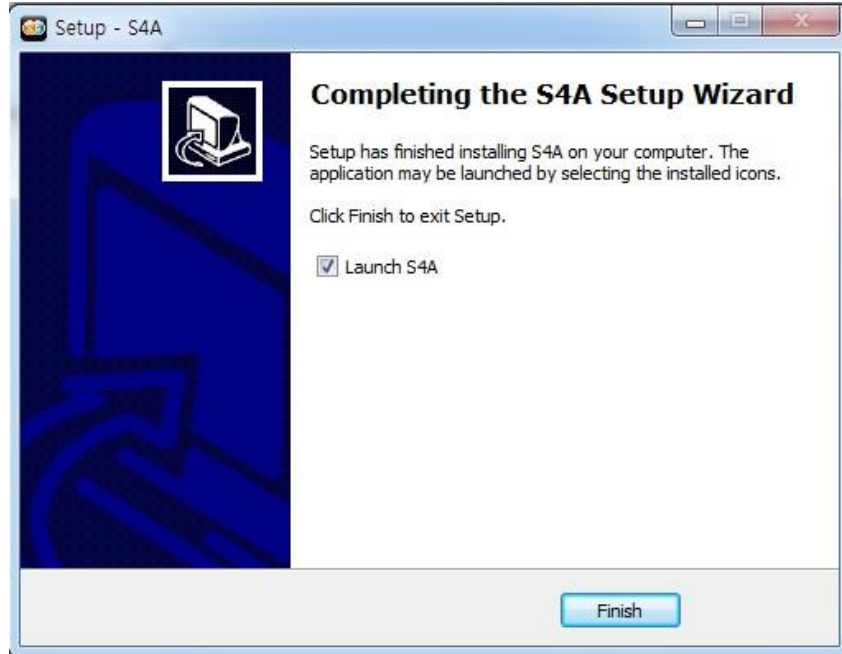 Setup - S4A
Completing the S4A Setup Wizard
Setup has finished installing S4A on your computer. The
application may be launched by selecting the installed icons.
Click Finish to exit Setup.
Launch S4A
Finish